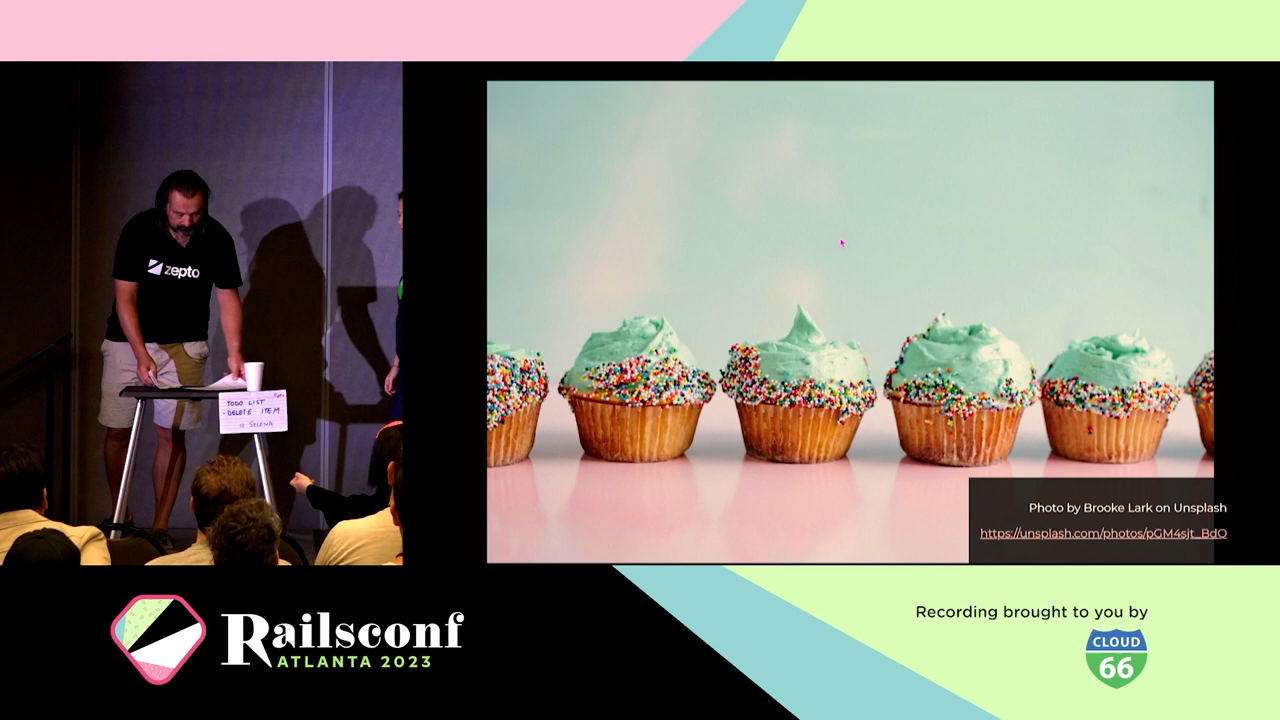 zepto
TODO LIST
- DELETE ITEM
Photo by Brooke Lark on Unsplash
https://unsplash.com/photos/pGM4sjt_BdQ
Railsconf
ATLANTA 2023
Recording brought to you by
CLOUD
66